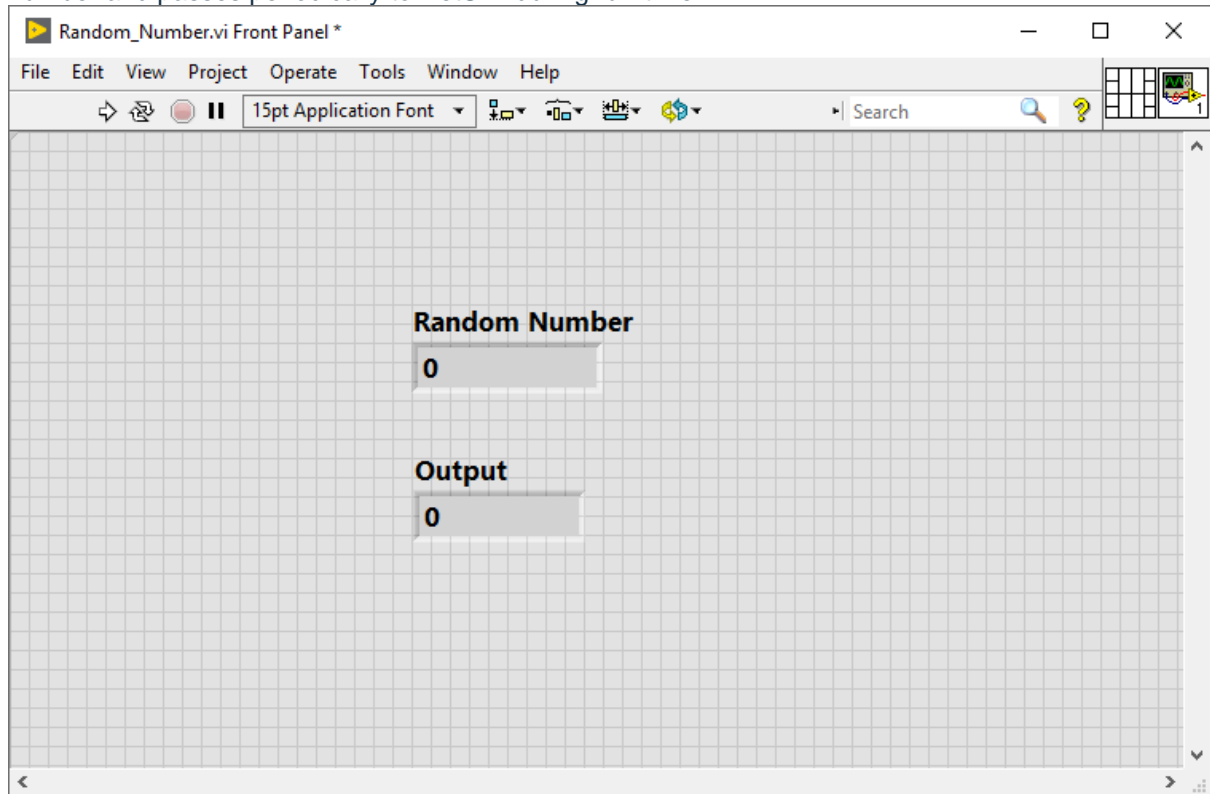 Random_Number.vi Front Panel *
File Edit View Project Operate Tools Window Help
15pt Application Font
Search
1
Random Number
0
Output
0